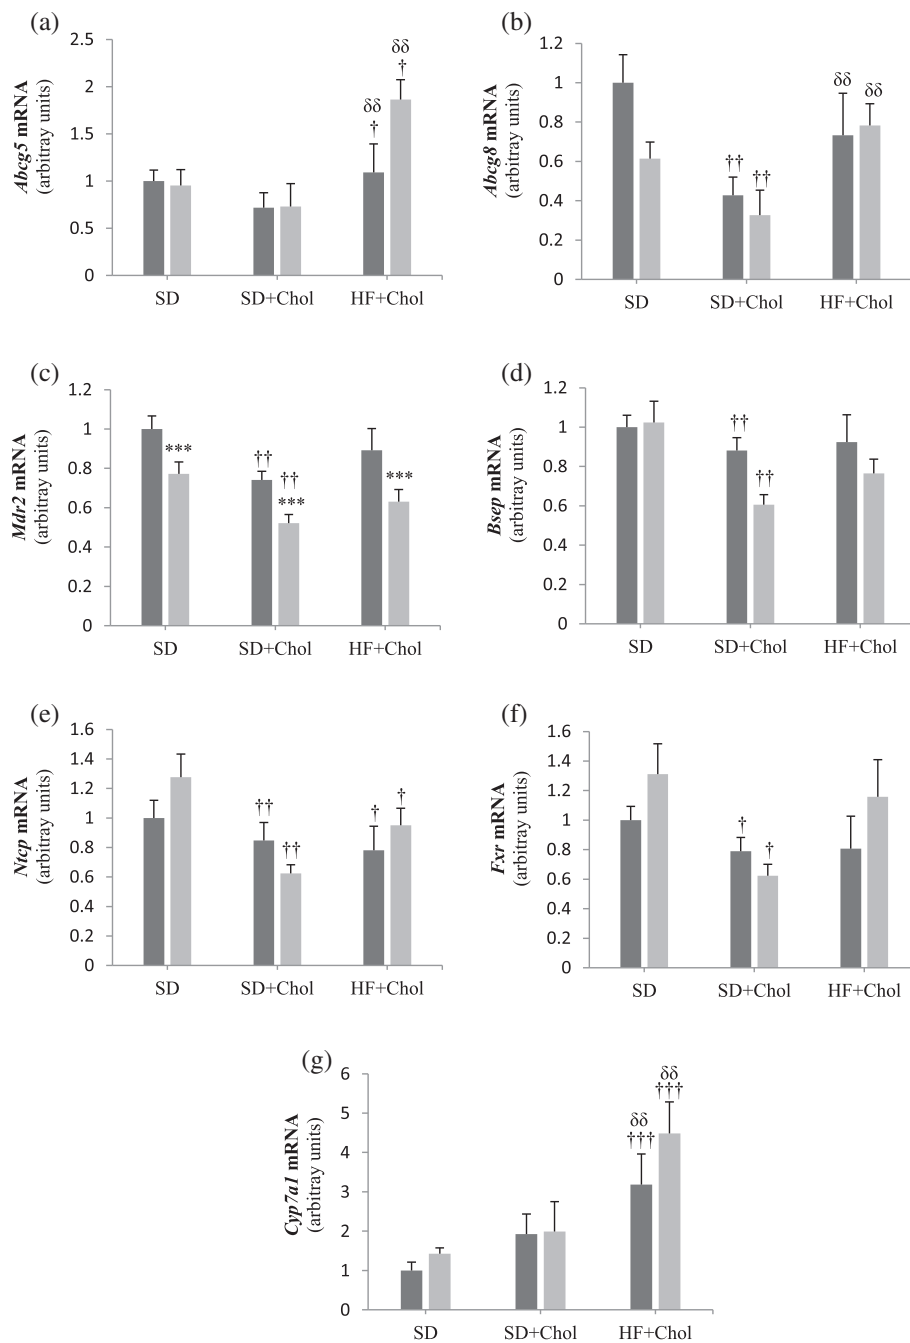 (a)
Abcg5 mRNA
(arbitray units)
2.5
2
1.5
1
0.5
0
δδ
†
δδ
†
SD
SD+Chol
HF+Chol
(b)
Abcg8 mRNA
(arbitray units)
1.2
1
0.8
0.6
0.4
0.2
0
††
††
δδ
δδ
SD
SD+Chol
HF+Chol
(c)
Mdr2 mRNA
(arbitray units)
1.2
1
0.8
0.6
0.4
0.2
0
***
††
††
***
***
SD
SD+Chol
HF+Chol
(d)
Bsep mRNA
(arbitray units)
1.2
1
0.8
0.6
0.4
0.2
0
††
††
SD
SD+Chol
HF+Chol
(e)
Ntcp mRNA
(arbitray units)
1.6
1.4
1.2
1
0.8
0.6
0.4
0.2
0
††
††
†
†
SD
SD+Chol
HF+Chol
(f)
Fxr mRNA
(arbitray units)
1.6
1.4
1.2
1
0.8
0.6
0.4
0.2
0
†
†
SD
SD+Chol
HF+Chol
(g)
Cyp7a1 mRNA
(arbitray units)
6
5
4
3
2
1
0
δδ
†††
δδ
†††
SD
SD+Chol
HF+Chol